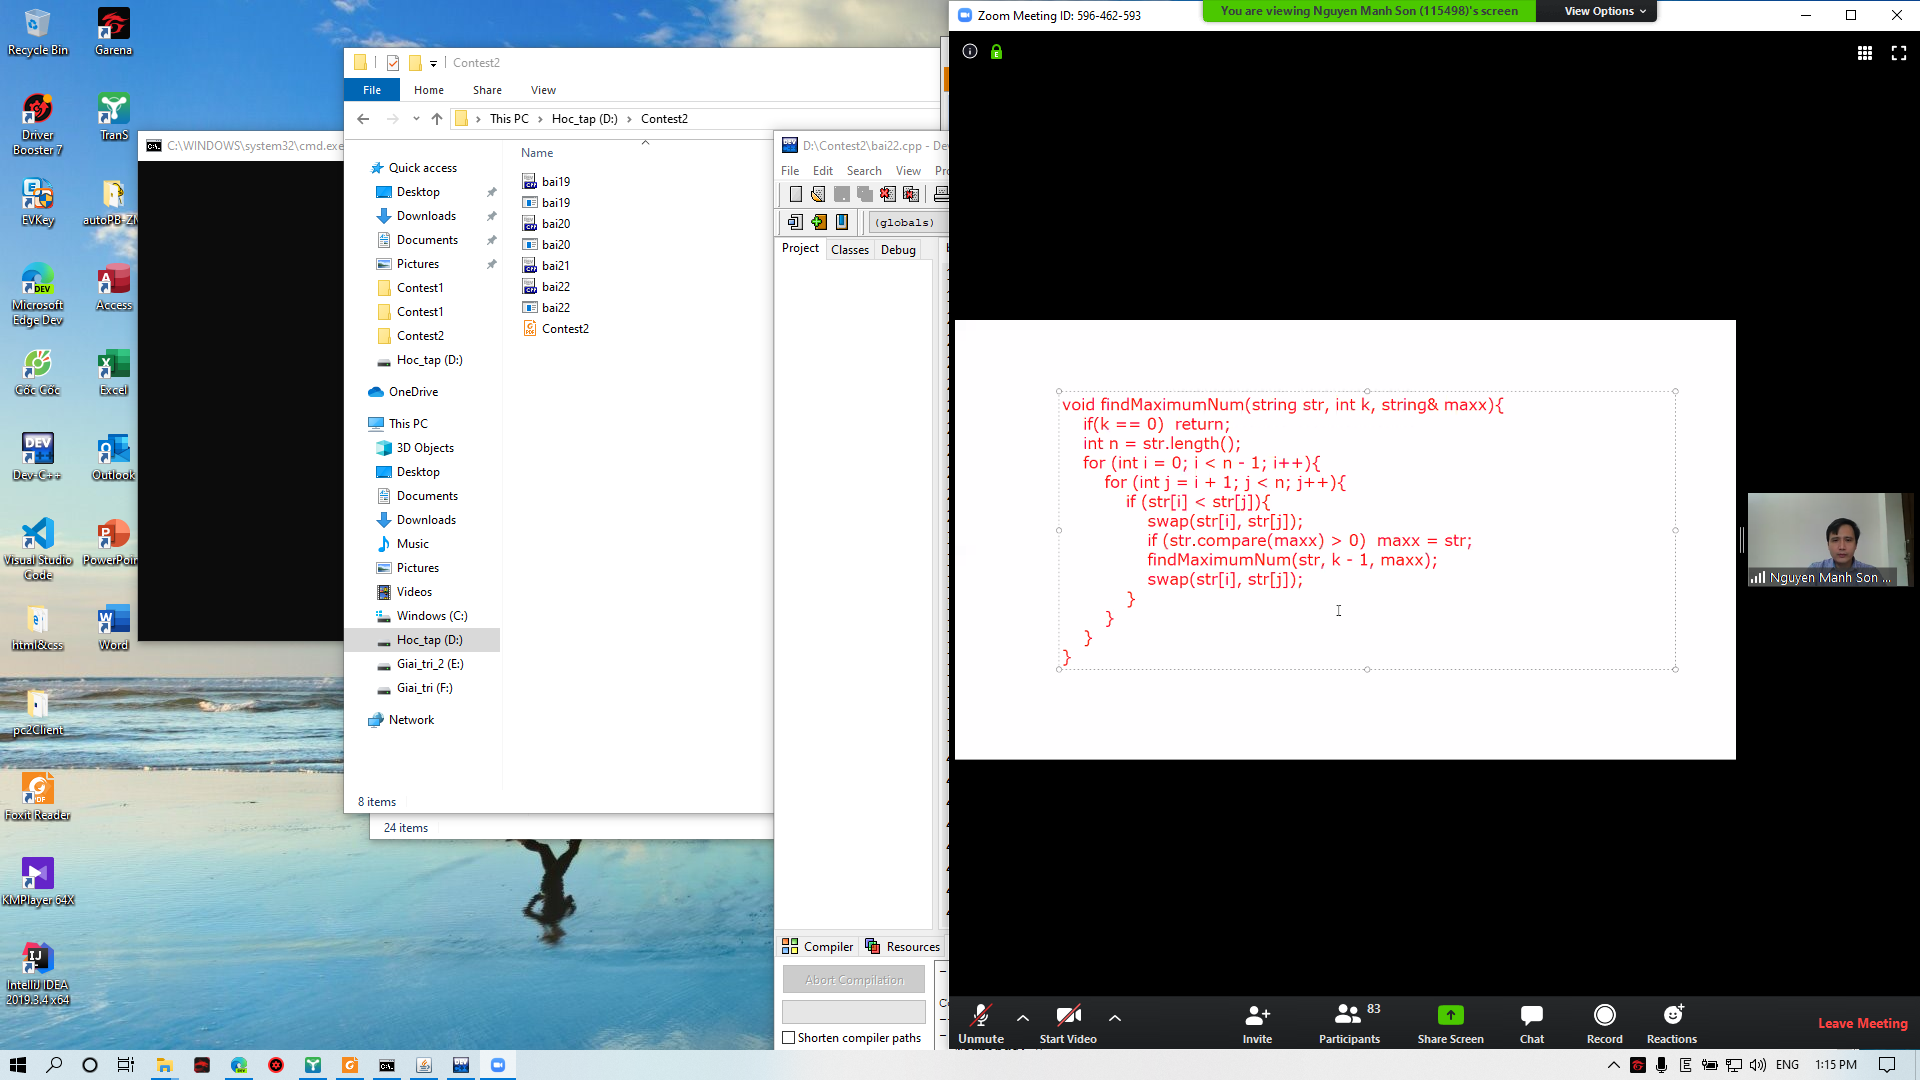 Recycle Bin
Garena
Driver
Booster 7
TranS
EVKey
autoPB-ZM
Microsoft
Edge Dev
Access
Cốc Cốc
Excel
Dev-C++
Outlook
Visual Studio
Code
PowerPoin
html&css
Word
pc2Client
Foxit Reader
KMPlayer 64X
IntelliJ IDEA
2019.3.4 x64
C:\WINDOWS\system32\cmd.exe
Contest2
File
Home
Share
View
This PC
Hoc_tap (D:)
Contest2
Quick access
Desktop
Downloads
Documents
Pictures
Contest1
Contest1
Contest2
Hoc_tap (D:)
OneDrive
This PC
3D Objects
Desktop
Documents
Downloads
Music
Pictures
Videos
Windows (C:)
Hoc_tap (D:)
Giai_tri_2 (E:)
Giai_tri (F:)
Network
Name
bai19
bai19
bai20
bai20
bai21
bai22
bai22
Contest2
8 items
24 items
D:\Contest2\bai22.cpp - De
File Edit Search View
(globals)
Project Classes Debug
Compiler
Resources
Abort Compilation
Shorten compiler paths
Zoom Meeting ID: 596-462-593
You are viewing Nguyen Manh Son (115498)'s screen
View Options
void findMaximumNum(string str, int k, string& maxx){
if(k == 0) return;
int n = str.length();
for (int i = 0; i < n - 1; i++){
for (int j = i + 1; j < n; j++){
if (str[i] < str[j]){
swap(str[i], str[j]);
if (str.compare(maxx) > 0) maxx = str;
findMaximumNum(str, k - 1, maxx);
swap(str[i], str[j]);
}
}
}
}
Nguyen Manh Son ...
Unmute
Start Video
Invite
Participants
83
Share Screen
Chat
Record
Reactions
Leave Meeting
ENG
1:15 PM